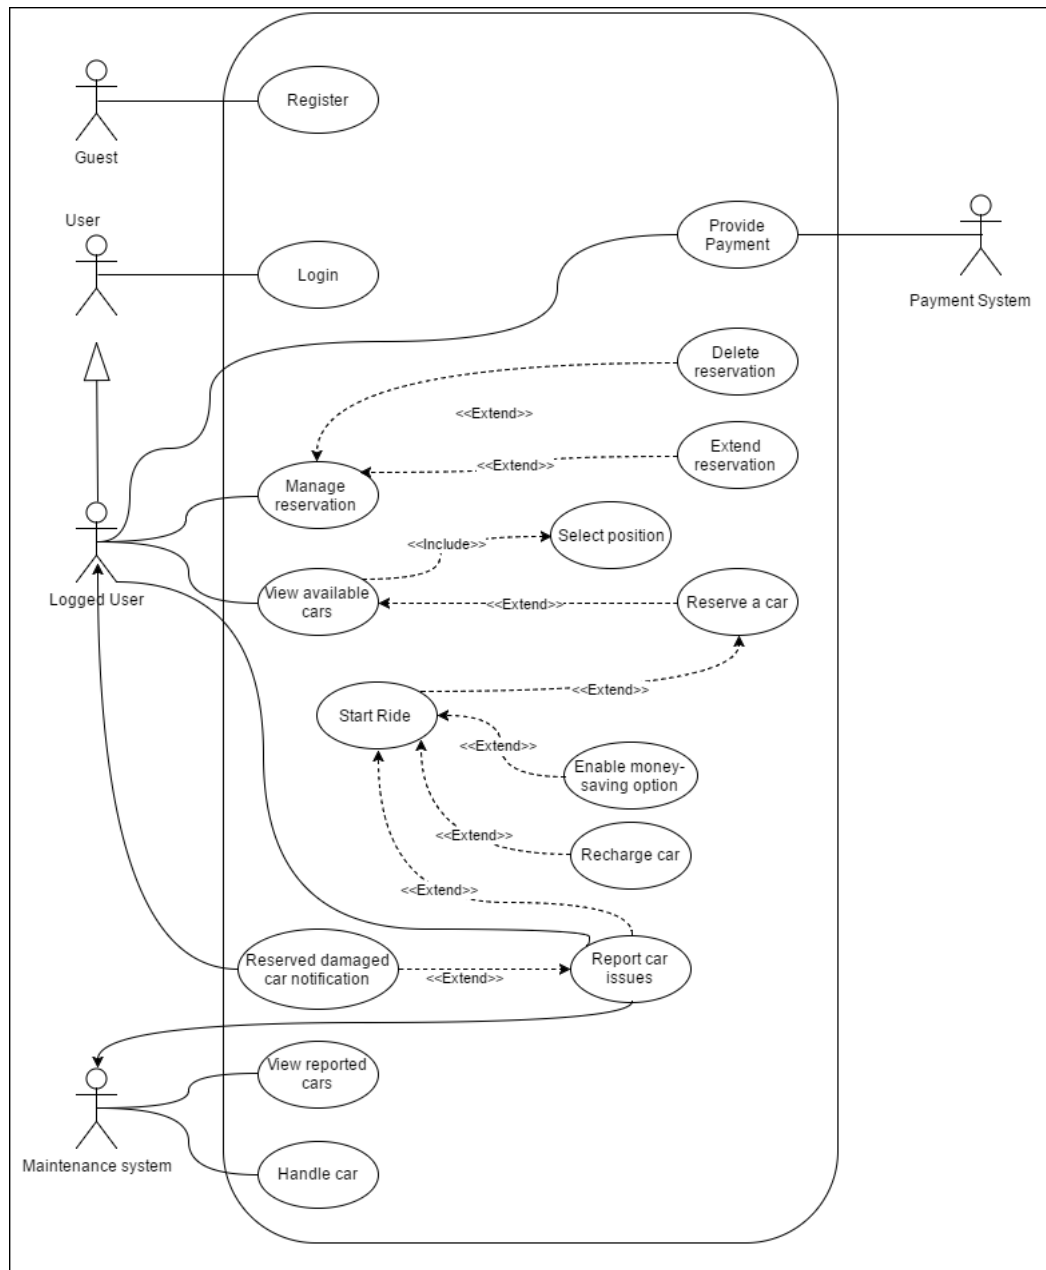 Register
Guest
User
Provide
Payment
Login
Payment System
Delete
reservation
<<Extend>>
Extend
reservation
<<Extend>>
Manage
reservation
Select position
<<Include>>
View available
cars
Logged User
<<Extend>>
Reserve a car
<<Extend>>
Start Ride
<<Extend>>
Enable money-
saving option
<<Extend>>
Recharge car
<<Extend>>
Reserved damaged
car notification
<<Extend>>
Report car
issues
View reported
cars
Maintenance system
Handle car